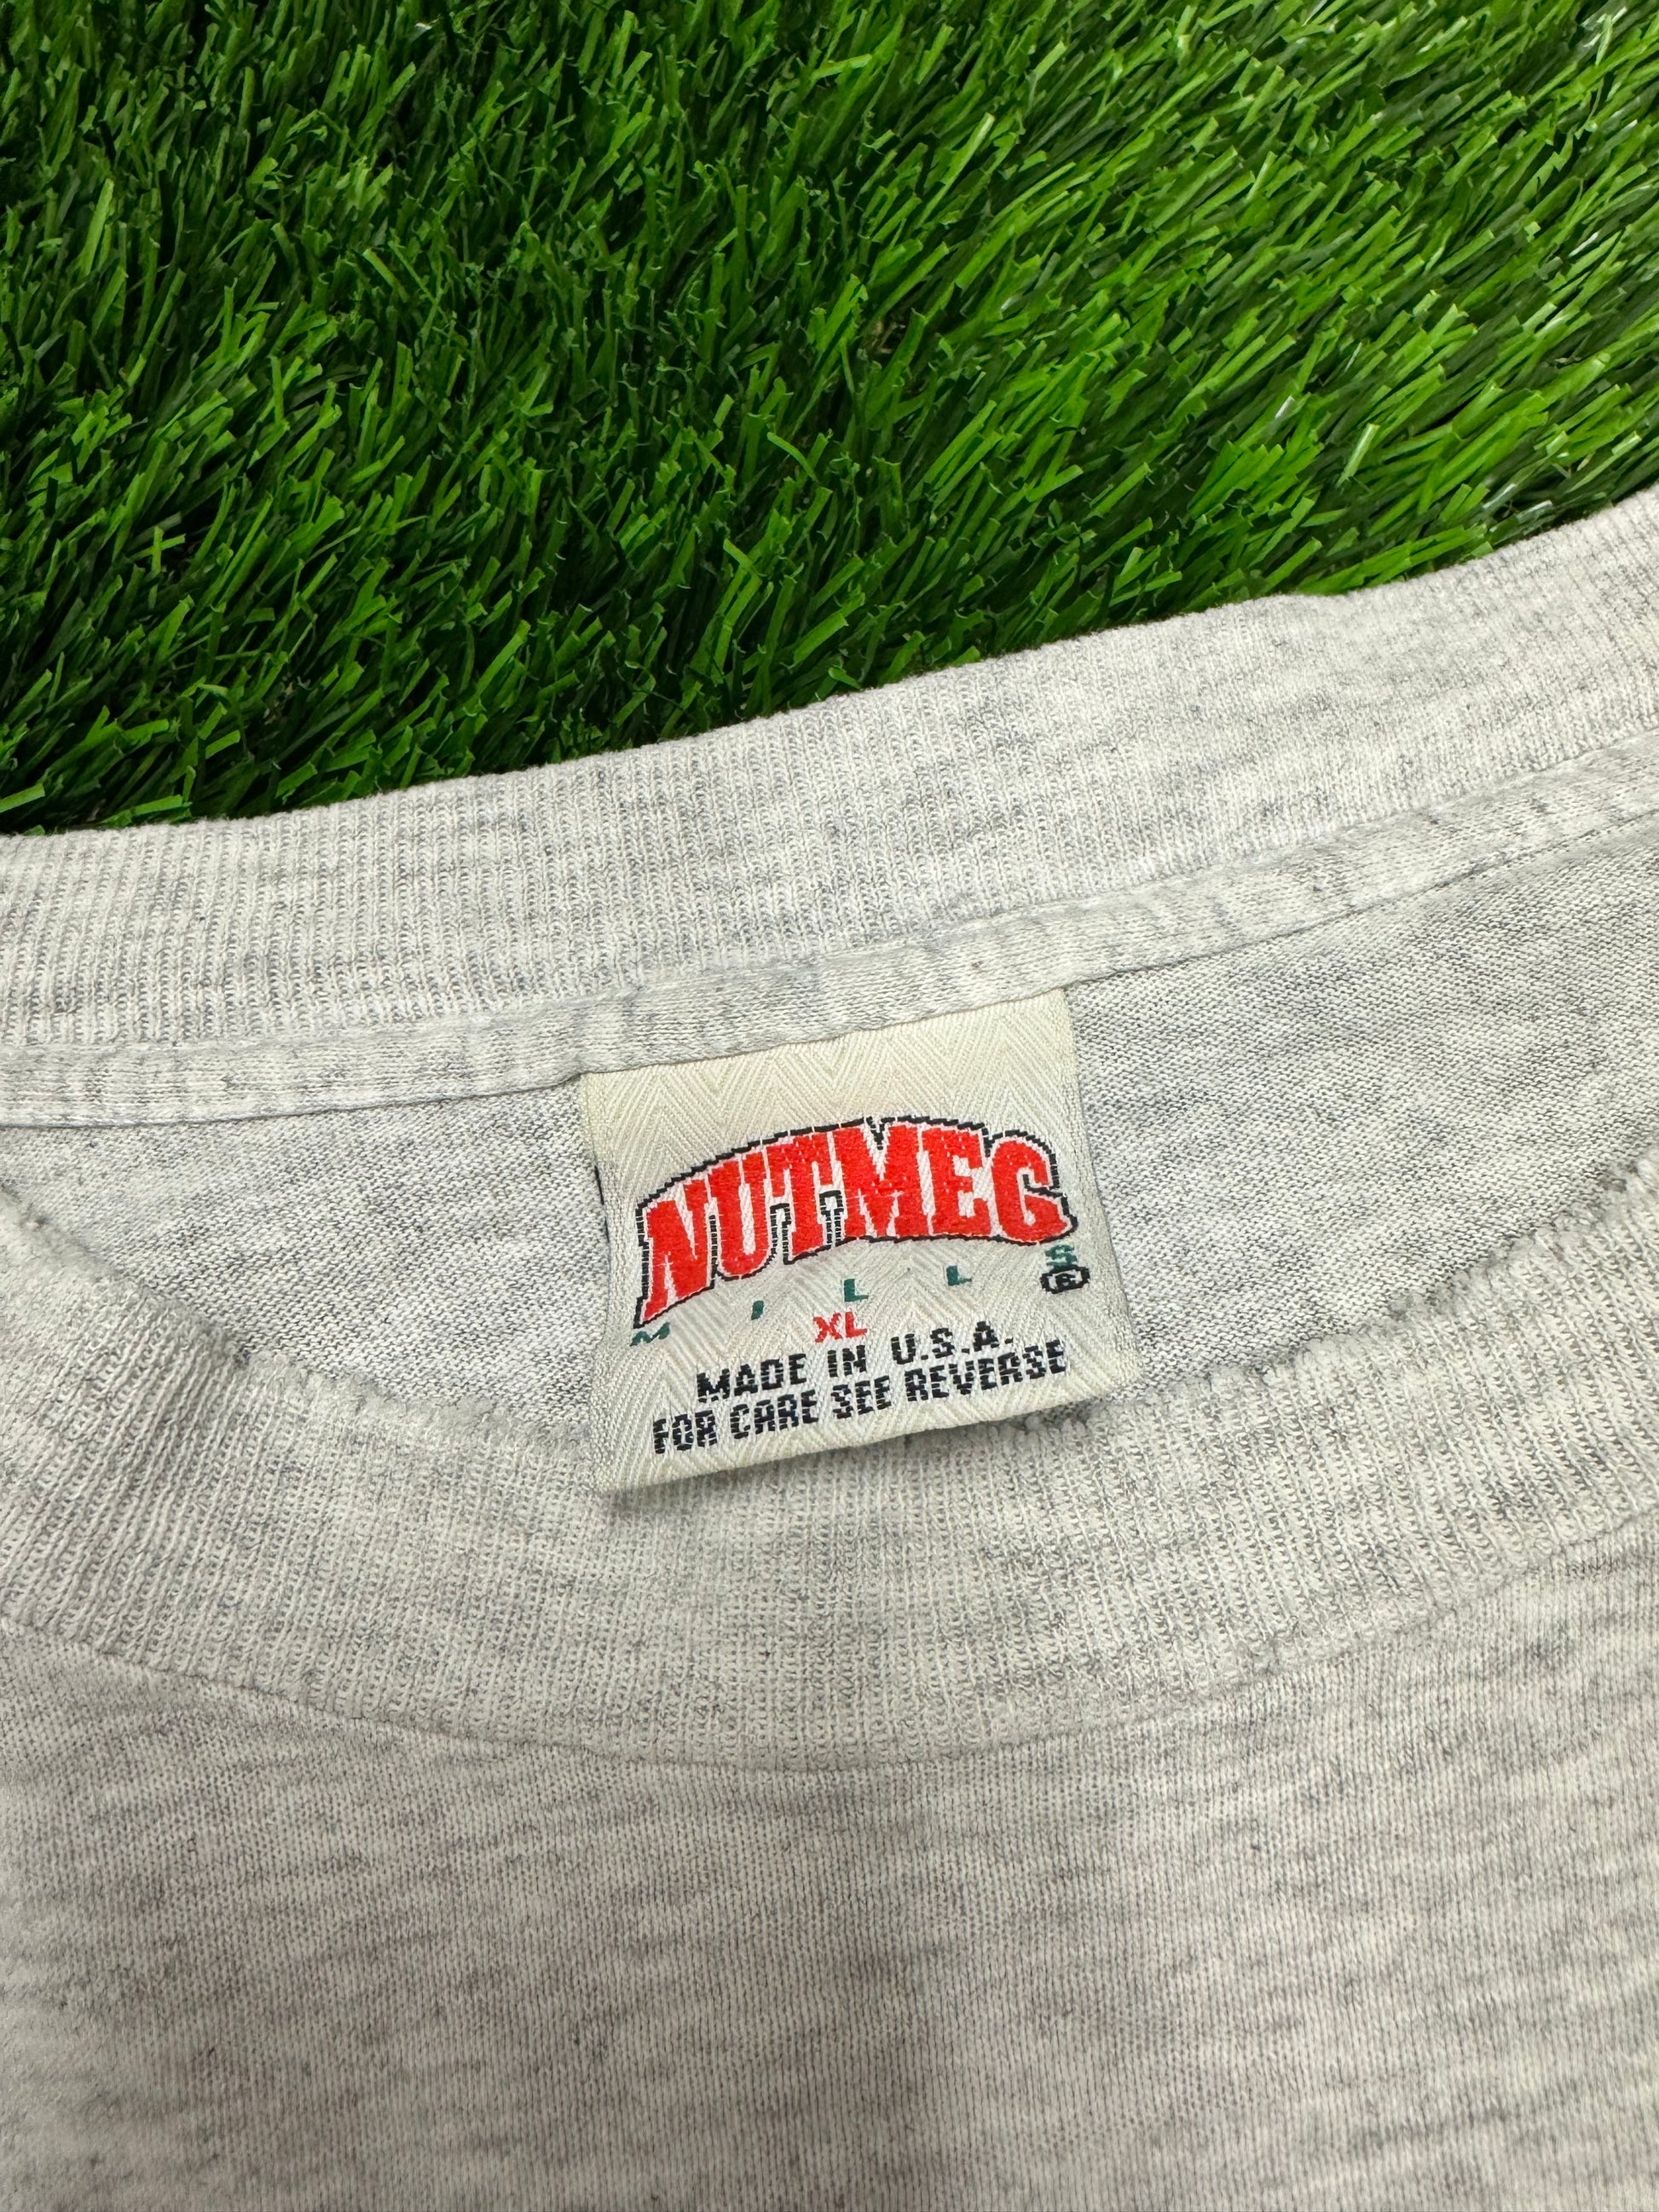 NUTMEG
MILLS
®
XL
MADE IN U.S.A.
FOR CARE SEE REVERSE